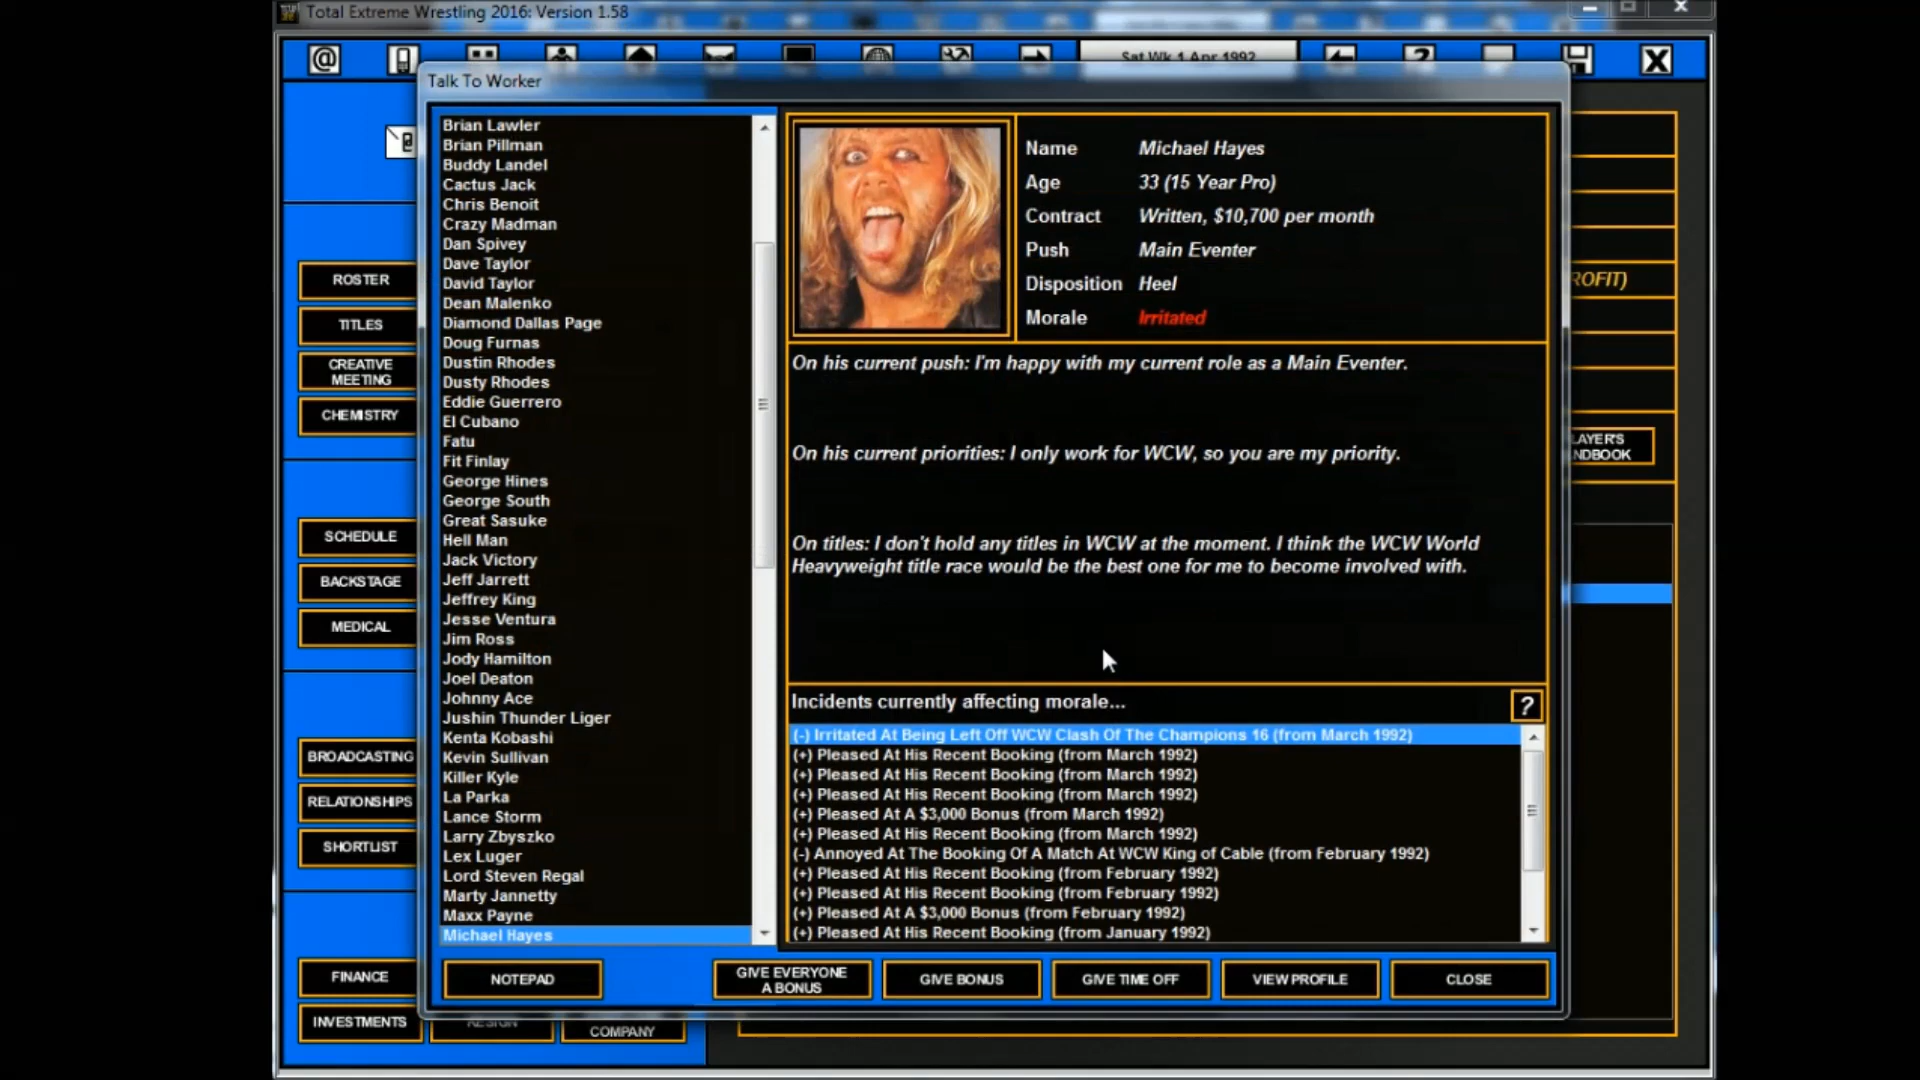 Total Extreme Wrestling 2016: Version 1.58
Sat Wk 1 Apr 1992
Talk To Worker
ROSTER
TITLES
CREATIVE
MEETING
CHEMISTRY
SCHEDULE
BACKSTAGE
MEDICAL
BROADCASTING
RELATIONSHIPS
SHORTLIST
FINANCE
INVESTMENTS
RESIGN
COMPANY
Brian Lawler
Brian Pillman
Buddy Landel
Cactus Jack
Chris Benoit
Crazy Madman
Dan Spivey
Dave Taylor
David Taylor
Dean Malenko
Diamond Dallas Page
Doug Furnas
Dustin Rhodes
Dusty Rhodes
Eddie Guerrero
El Cubano
Fatu
Fit Finlay
George Hines
George South
Great Sasuke
Hell Man
Jack Victory
Jeff Jarrett
Jeffrey King
Jesse Ventura
Jim Ross
Jody Hamilton
Joel Deaton
Johnny Ace
Jushin Thunder Liger
Kenta Kobashi
Kevin Sullivan
Killer Kyle
La Parka
Lance Storm
Larry Zbyszko
Lex Luger
Lord Steven Regal
Marty Jannetty
Maxx Payne
Michael Hayes
Name Michael Hayes
Age 33 (15 Year Pro)
Contract Written, $10,700 per month
Push Main Eventer
Disposition Heel
Morale Irritated
On his current push: I'm happy with my current role as a Main Eventer.
On his current priorities: I only work for WCW, so you are my priority.
On titles: I don't hold any titles in WCW at the moment. I think the WCW World
Heavyweight title race would be the best one for me to become involved with.
Incidents currently affecting morale...
?
(-) Irritated At Being Left Off WCW Clash Of The Champions 16 (from March 1992)
(+) Pleased At His Recent Booking (from March 1992)
(+) Pleased At His Recent Booking (from March 1992)
(+) Pleased At His Recent Booking (from March 1992)
(+) Pleased At A $3,000 Bonus (from March 1992)
(+) Pleased At His Recent Booking (from March 1992)
(-) Annoyed At The Booking Of A Match At WCW King of Cable (from February 1992)
(+) Pleased At His Recent Booking (from February 1992)
(+) Pleased At His Recent Booking (from February 1992)
(+) Pleased At A $3,000 Bonus (from February 1992)
(+) Pleased At His Recent Booking (from January 1992)
NOTEPAD
GIVE EVERYONE
A BONUS
GIVE BONUS
GIVE TIME OFF
VIEW PROFILE
CLOSE
ROFIT)
LAYER'S
NDBOOK